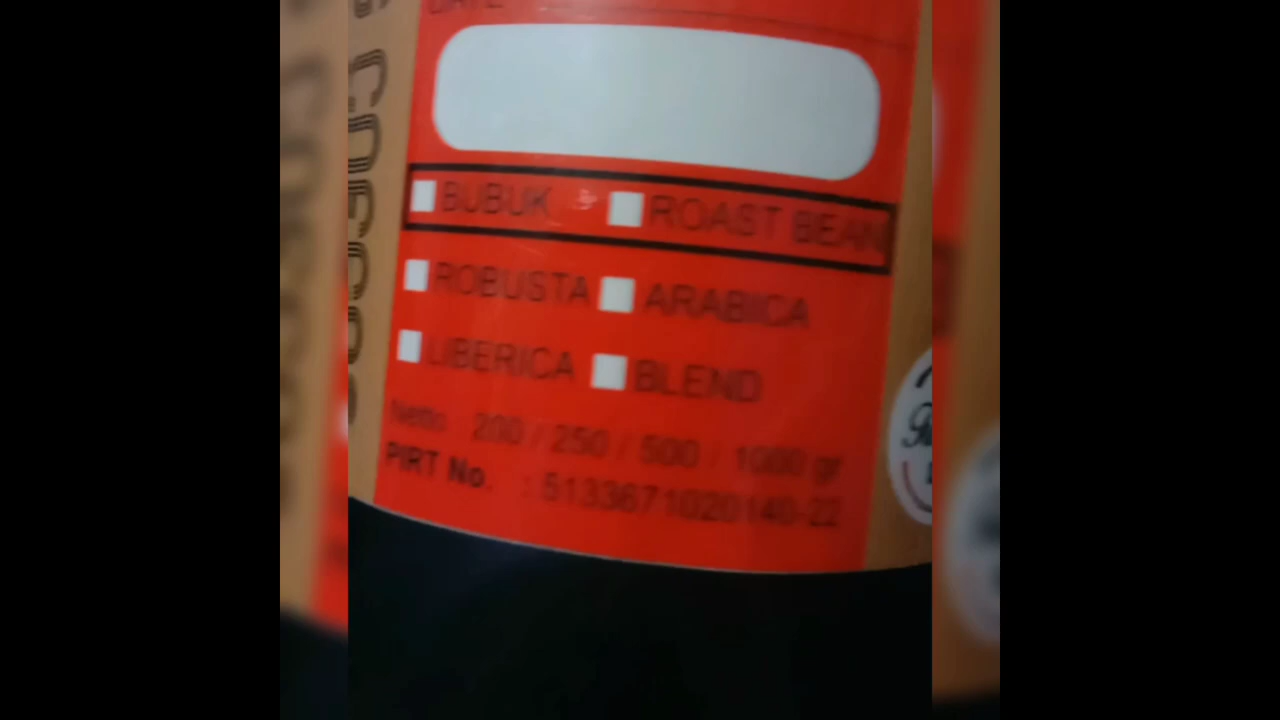 DATE
BUBUK ROAST BEAN
ROBUSTA ARABICA
LIBERICA BLEND
Netto 200 / 250 / 500 / 1000 gr
PIRT No. : 5133671020140-22